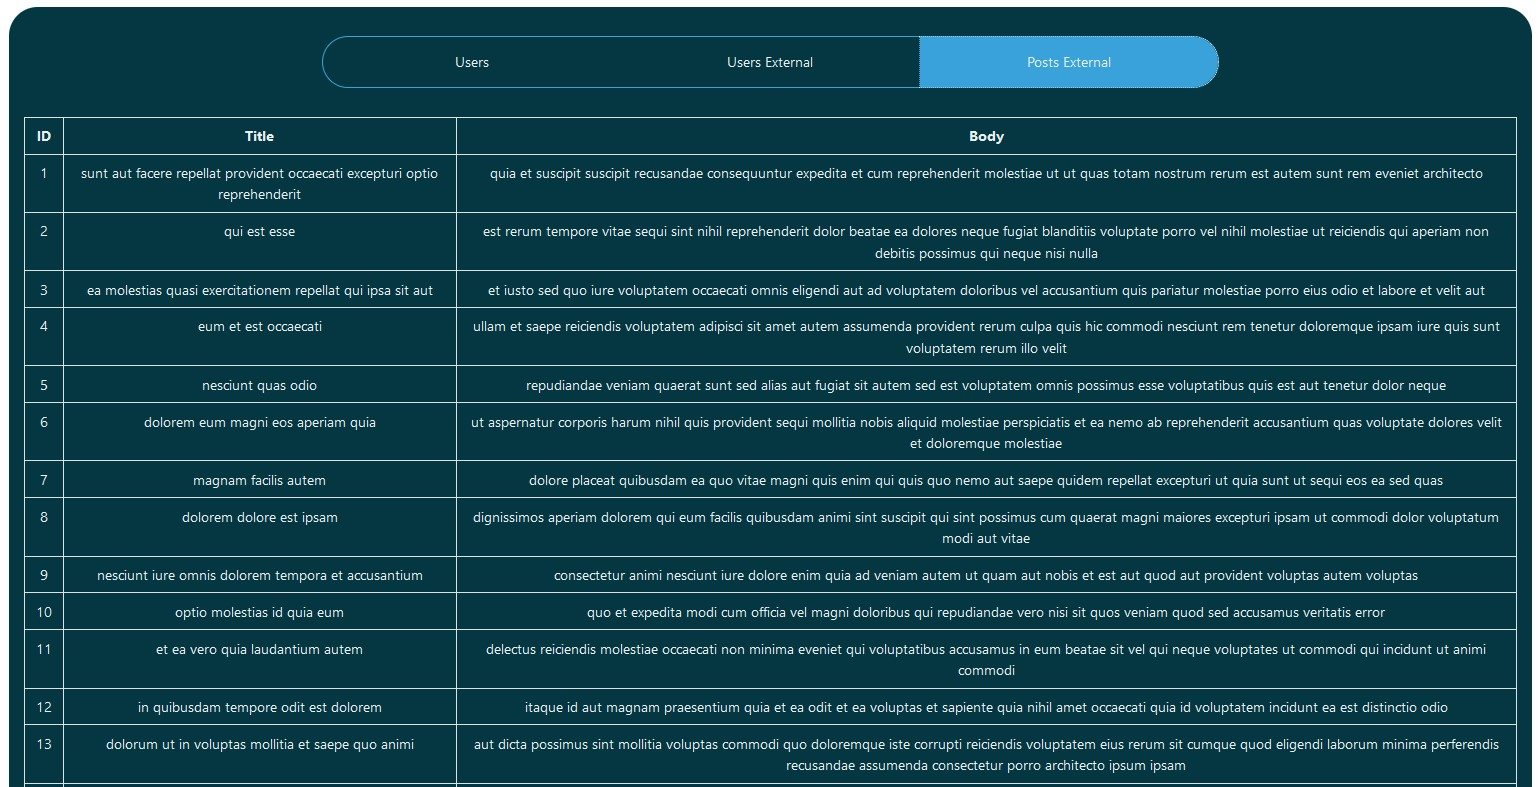 Users Users External Posts External
ID Title Body
1 sunt aut facere repellat provident occaecati excepturi optio quia et suscipit suscipit recusandae consequuntur expedita et cum reprehenderit molestiae ut ut quas totam nostrum rerum est autem sunt rem eveniet architecto
reprehenderit
2 qui est esse est rerum tempore vitae sequi sint nihil reprehenderit dolor beatae ea dolores neque fugiat blanditiis voluptate porro vel nihil molestiae ut reiciendis qui aperiam non
debitis possimus qui neque nisi nulla
3 ea molestias quasi exercitationem repellat qui ipsa sit aut et iusto sed quo iure voluptatem occaecati omnis eligendi aut ad voluptatem doloribus vel accusantium quis pariatur molestiae porro eius odio et labore et velit aut
4 eum et est occaecati ullam et saepe reiciendis voluptatem adipisci sit amet autem assumenda provident rerum culpa quis hic commodi nesciunt rem tenetur doloremque ipsam iure quis sunt
voluptatem rerum illo velit
5 nesciunt quas odio repudiandae veniam quaerat sunt sed alias aut fugiat sit autem sed est voluptatem omnis possimus esse voluptatibus quis est aut tenetur dolor neque
6 dolorem eum magni eos aperiam quia ut aspernatur corporis harum nihil quis provident sequi mollitia nobis aliquid molestiae perspiciatis et ea nemo ab reprehenderit accusantium quas voluptate dolores velit
et doloremque molestiae
7 magnam facilis autem dolore placeat quibusdam ea quo vitae magni quis enim qui quis quo nemo aut saepe quidem repellat excepturi ut quia sunt ut sequi eos ea sed quas
8 dolorem dolore est ipsam dignissimos aperiam dolorem qui eum facilis quibusdam animi sint suscipit qui sint possimus cum quaerat magni maiores excepturi ipsam ut commodi dolor voluptatum
modi aut vitae
9 nesciunt iure omnis dolorem tempora et accusantium consectetur animi nesciunt iure dolore enim quia ad veniam autem ut quam aut nobis et est aut quod aut provident voluptas autem voluptas
10 optio molestias id quia eum quo et expedita modi cum officia vel magni doloribus qui repudiandae vero nisi sit quos veniam quod sed accusamus veritatis error
11 et ea vero quia laudantium autem delectus reiciendis molestiae occaecati non minima eveniet qui voluptatibus accusamus in eum beatae sit vel qui neque voluptates ut commodi qui incidunt ut animi
commodi
12 in quibusdam tempore odit est dolorem itaque id aut magnam praesentium quia et ea odit et ea voluptas et sapiente quia nihil amet occaecati quia id voluptatem incidunt ea est distinctio odio
13 dolorum ut in voluptas mollitia et saepe quo animi aut dicta possimus sint mollitia voluptas commodi quo doloremque iste corrupti reiciendis voluptatem eius rerum sit cumque quod eligendi laborum minima perferendis
recusandae assumenda consectetur porro architecto ipsum ipsam